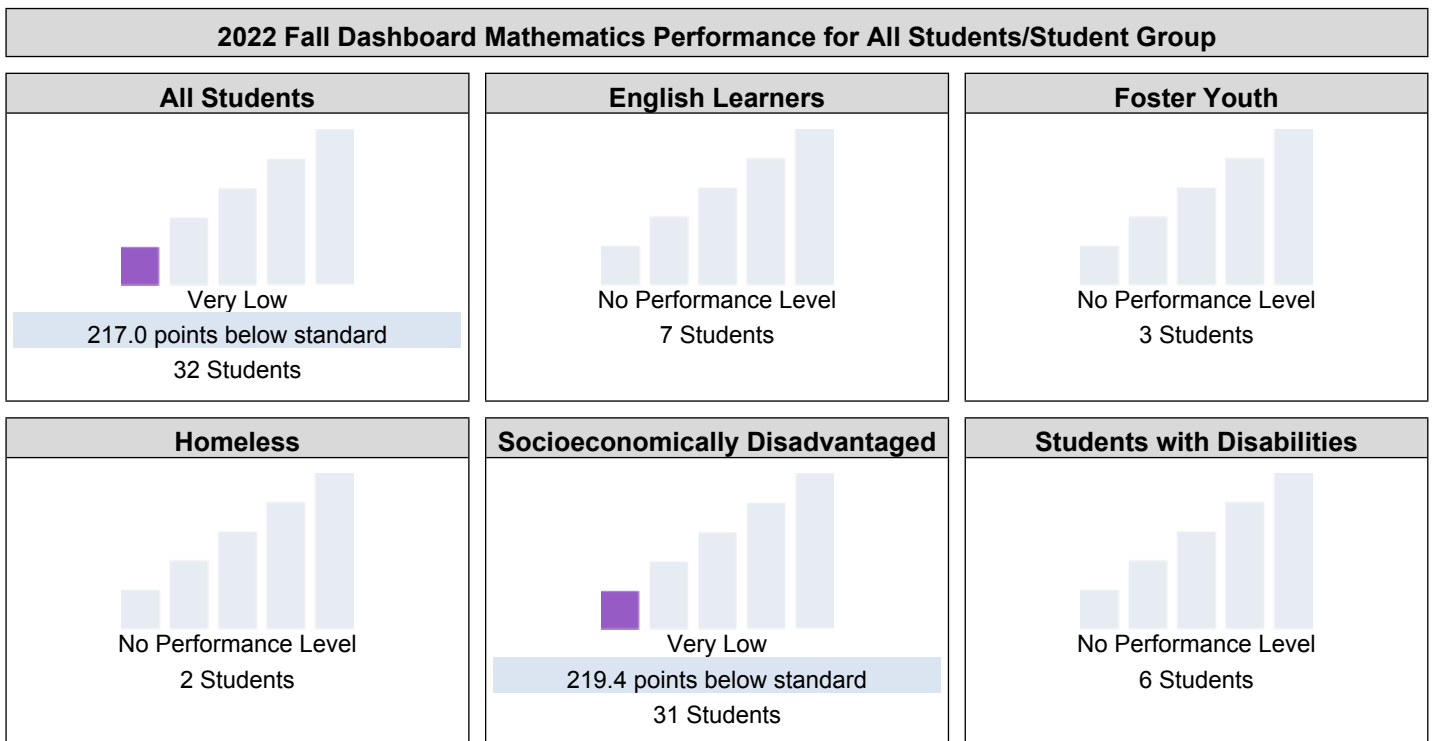 2022 Fall Dashboard Mathematics Performance for All Students/Student Group
All Students
Very Low
217.0 points below standard
32 Students
English Learners
No Performance Level
7 Students
Foster Youth
No Performance Level
3 Students
Homeless
No Performance Level
2 Students
Socioeconomically Disadvantaged
Very Low
219.4 points below standard
31 Students
Students with Disabilities
No Performance Level
6 Students